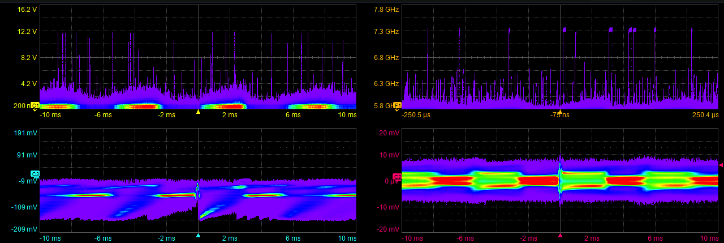 16.2 V
12.2 V
8.2 V
4.2 V
200 m
-10 ms
-6 ms
-2 ms
2 ms
6 ms
10 ms
7.8 GHz
7.3 GHz
6.8 GHz
6.3 GHz
5.8 GHz
-250.5 µs
250.4 µs
191 mV
91 mV
-9 mV
-109 mV
-209 mV
-10 ms
-6 ms
-2 ms
2 ms
6 ms
10 ms
20 mV
10 mV
0 mV
-10 mV
-20 mV
-10 ms
-6 ms
-2 ms
2 ms
6 ms
10 ms